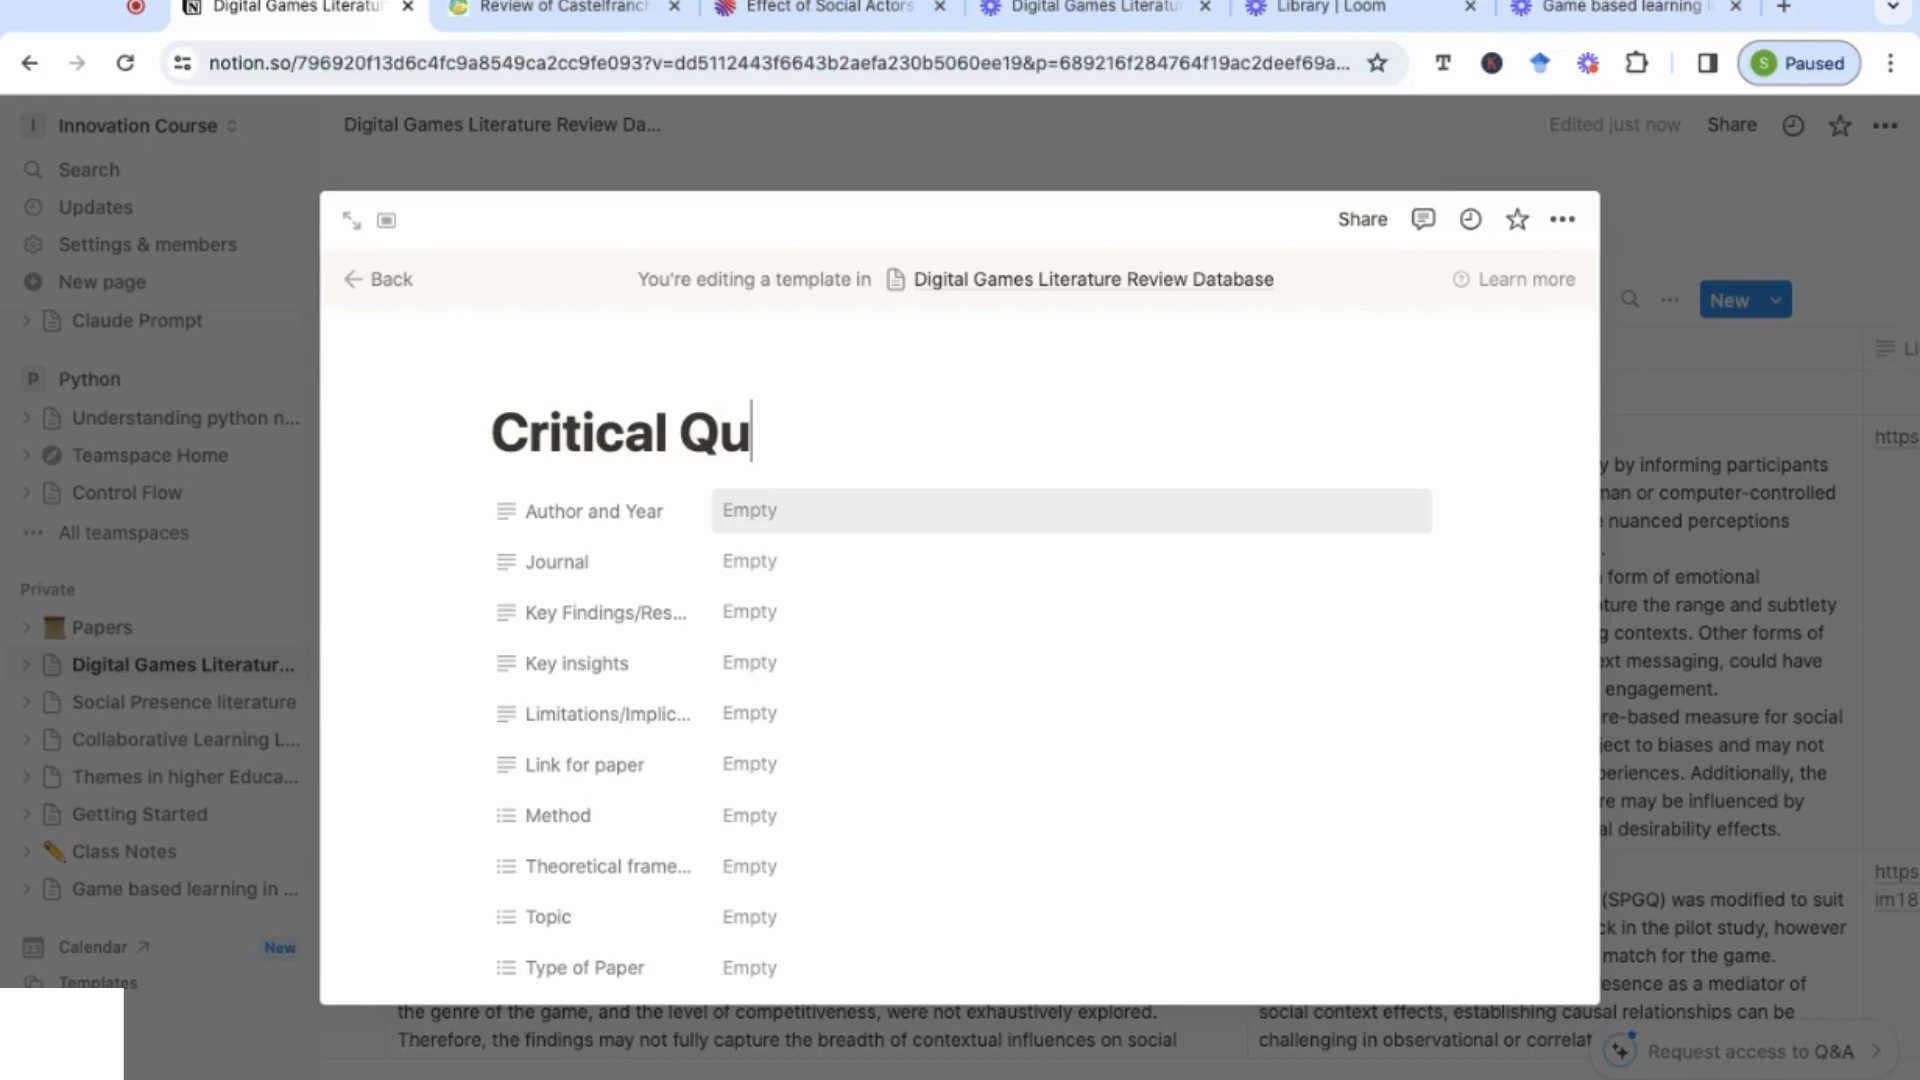 Digital Games Literatur
Review of Castelfranch
Effect of Social Actors
Digital Games Literatu
Library | Loom
Game based learning i
notion.so/796920f13d6c4fc9a8549ca2cc9fe093?v=dd5112443f6643b2aefa230b5060ee19&p=689216f284764f19ac2deef69a...
T
K
S Paused
I Innovation Course
Digital Games Literature Review Da...
Edited just now
Share
Search
Updates
Settings & members
New page
Claude Prompt
P Python
Understanding python n...
Teamspace Home
Control Flow
All teamspaces
Private
Papers
Digital Games Literatur...
Social Presence literature
Collaborative Learning L...
Themes in higher Educa...
Getting Started
Class Notes
Game based learning in ...
23 Calendar ↗ New
Templates
Share
← Back
You're editing a template in Digital Games Literature Review Database
Learn more
Critical Qu
Author and Year Empty
Journal Empty
Key Findings/Res... Empty
Key insights Empty
Limitations/Implic... Empty
Link for paper Empty
Method Empty
Theoretical frame... Empty
Topic Empty
Type of Paper Empty
New
Li
https
y by informing participants
man or computer-controlled
nuanced perceptions
form of emotional
ture the range and subtlety
g contexts. Other forms of
ext messaging, could have
engagement.
re-based measure for social
ject to biases and may not
periences. Additionally, the
re may be influenced by
al desirability effects.
https
im18
(SPGQ) was modified to suit
ck in the pilot study, however
match for the game.
esence as a mediator of
the genre of the game, and the level of competitiveness, were not exhaustively explored.
Therefore, the findings may not fully capture the breadth of contextual influences on social
social context effects, establishing causal relationships can be
challenging in observational or correlat
Request access to Q&A